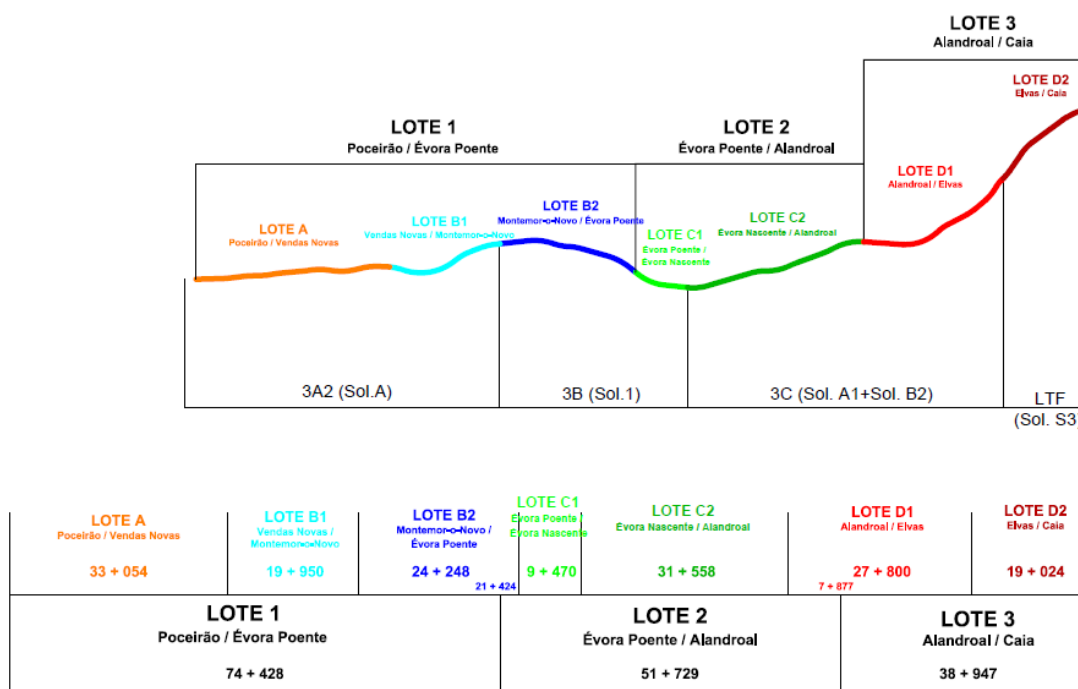 LOTE 3
Alandroal / Caia
LOTE D2
Elvas / Caia
LOTE 1
Poceirão / Évora Poente
LOTE 2
Évora Poente / Alandroal
LOTE D1
Alandroal / Elvas
LOTE A
Poceirão / Vendas Novas
LOTE B1
Vendas Novas / Montemor-o-Novo
LOTE B2
Montemor-o-Novo / Évora Poente
LOTE C1
Évora Poente /
Évora Nascente
LOTE C2
Évora Nascente / Alandroal
3A2 (Sol.A)
3B (Sol.1)
3C (Sol. A1+Sol. B2)
LTF
(Sol. S3)
LOTE A
Poceirão / Vendas Novas
33 + 054
LOTE B1
Vendas Novas /
Montemor-o-Novo
19 + 950
LOTE B2
Montemor-o-Novo /
Évora Poente
24 + 248
21 + 424
LOTE C1
Évora Poente /
Évora Nascente
9 + 470
LOTE C2
Évora Nascente / Alandroal
31 + 558
LOTE D1
Alandroal / Elvas
27 + 800
7 + 877
LOTE D2
Elvas / Caia
19 + 024
LOTE 1
Poceirão / Évora Poente
74 + 428
LOTE 2
Évora Poente / Alandroal
51 + 729
LOTE 3
Alandroal / Caia
38 + 947